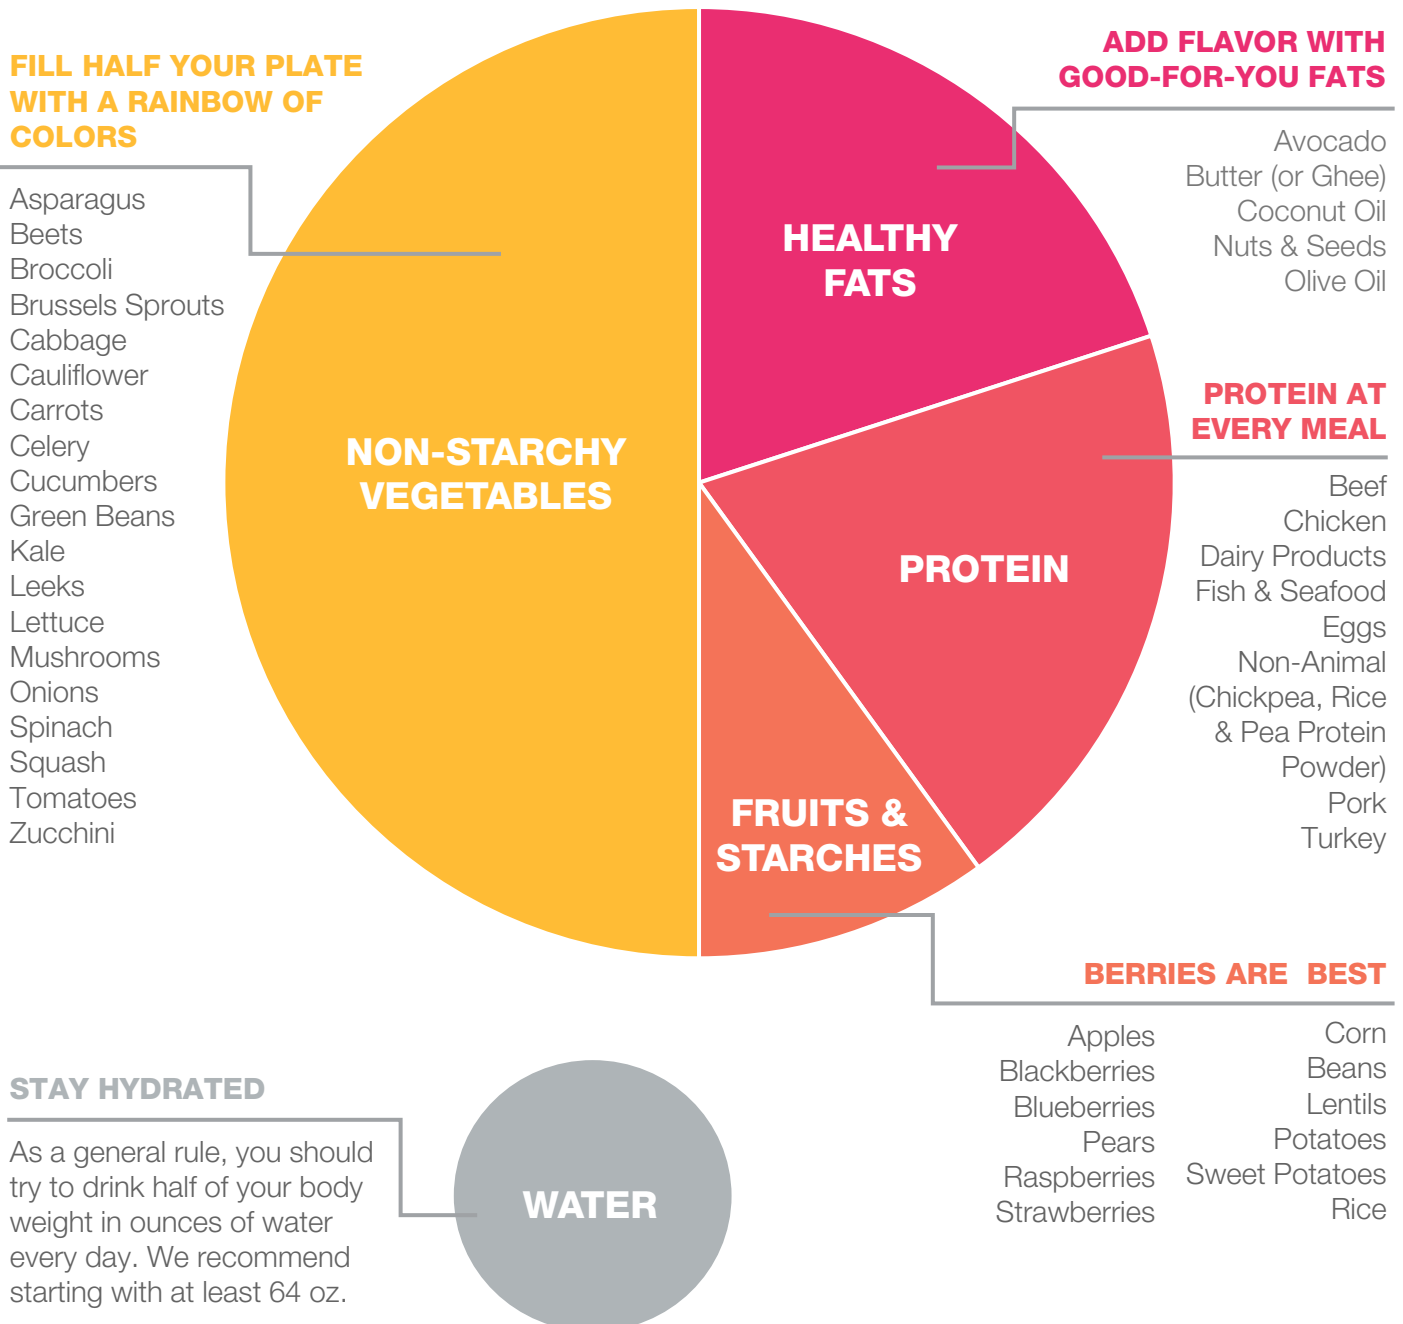 FILL HALF YOUR PLATE
WITH A RAINBOW OF
COLORS
Asparagus
Beets
Broccoli
Brussels Sprouts
Cabbage
Cauliflower
Carrots
Celery
Cucumbers
Green Beans
Kale
Leeks
Lettuce
Mushrooms
Onions
Spinach
Squash
Tomatoes
Zucchini
NON-STARCHY
VEGETABLES
HEALTHY
FATS
PROTEIN
FRUITS &
STARCHES
ADD FLAVOR WITH
GOOD-FOR-YOU FATS
Avocado
Butter (or Ghee)
Coconut Oil
Nuts & Seeds
Olive Oil
PROTEIN AT
EVERY MEAL
Beef
Chicken
Dairy Products
Fish & Seafood
Eggs
Non-Animal
(Chickpea, Rice
& Pea Protein
Powder)
Pork
Turkey
BERRIES ARE BEST
Apples
Blackberries
Blueberries
Pears
Raspberries
Strawberries
Corn
Beans
Lentils
Potatoes
Sweet Potatoes
Rice
STAY HYDRATED
As a general rule, you should
try to drink half of your body
weight in ounces of water
every day. We recommend
starting with at least 64 oz.
WATER